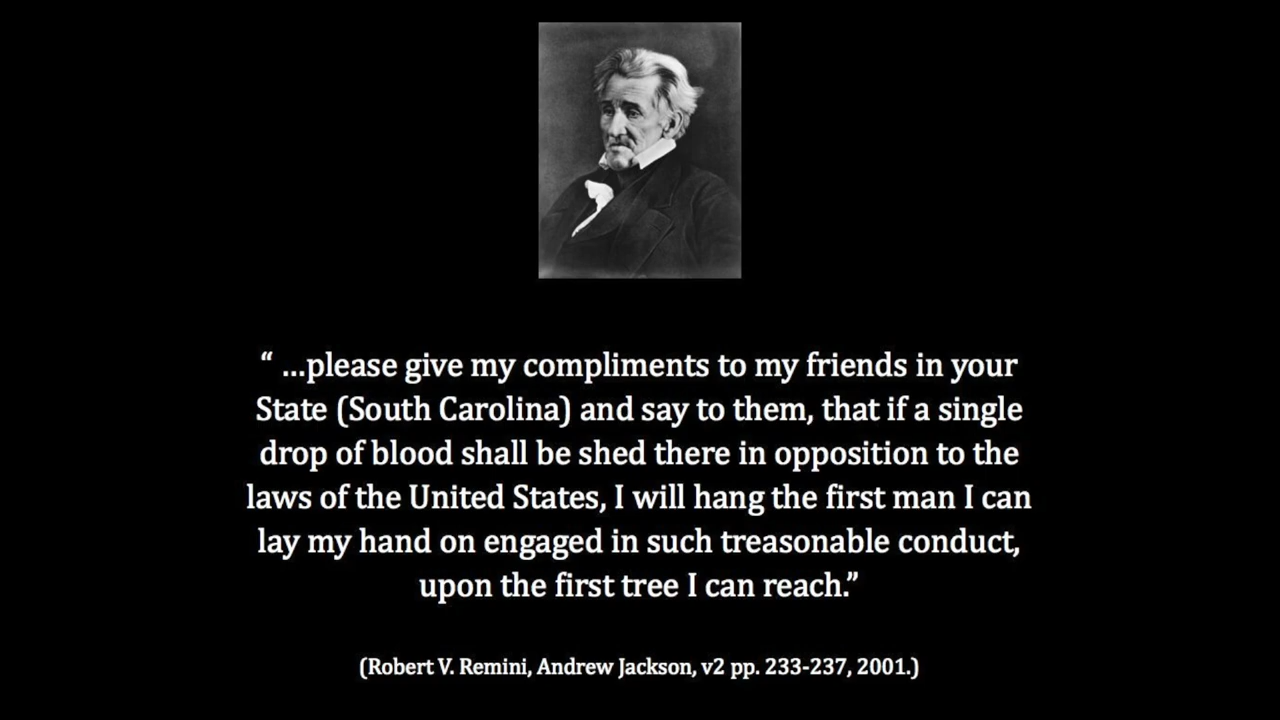 “ ...please give my compliments to my friends in your
State (South Carolina) and say to them, that if a single
drop of blood shall be shed there in opposition to the
laws of the United States, I will hang the first man I can
lay my hand on engaged in such treasonable conduct,
upon the first tree I can reach.”
(Robert V. Remini, Andrew Jackson, v2 pp. 233-237, 2001.)